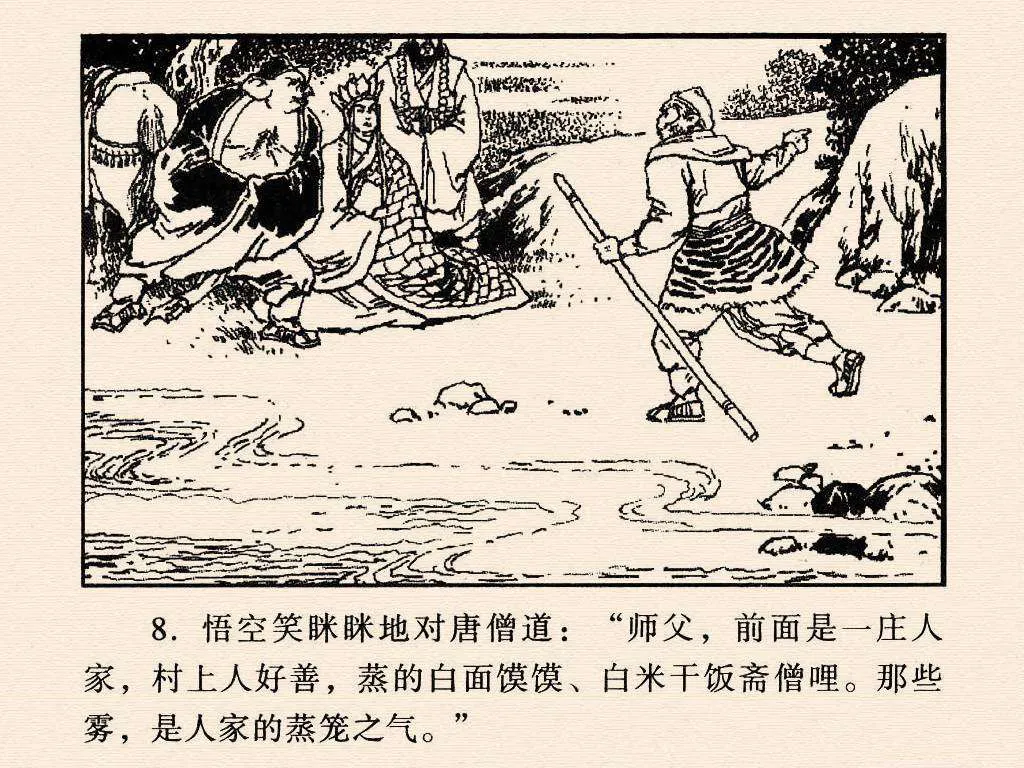 8. 悟空笑眯眯地对唐僧道：“师父，前面是一庄人
家，村上人好善，蒸的白面馍馍、白米干饭斋僧哩。那些
雾，是人家的蒸笼之气。”